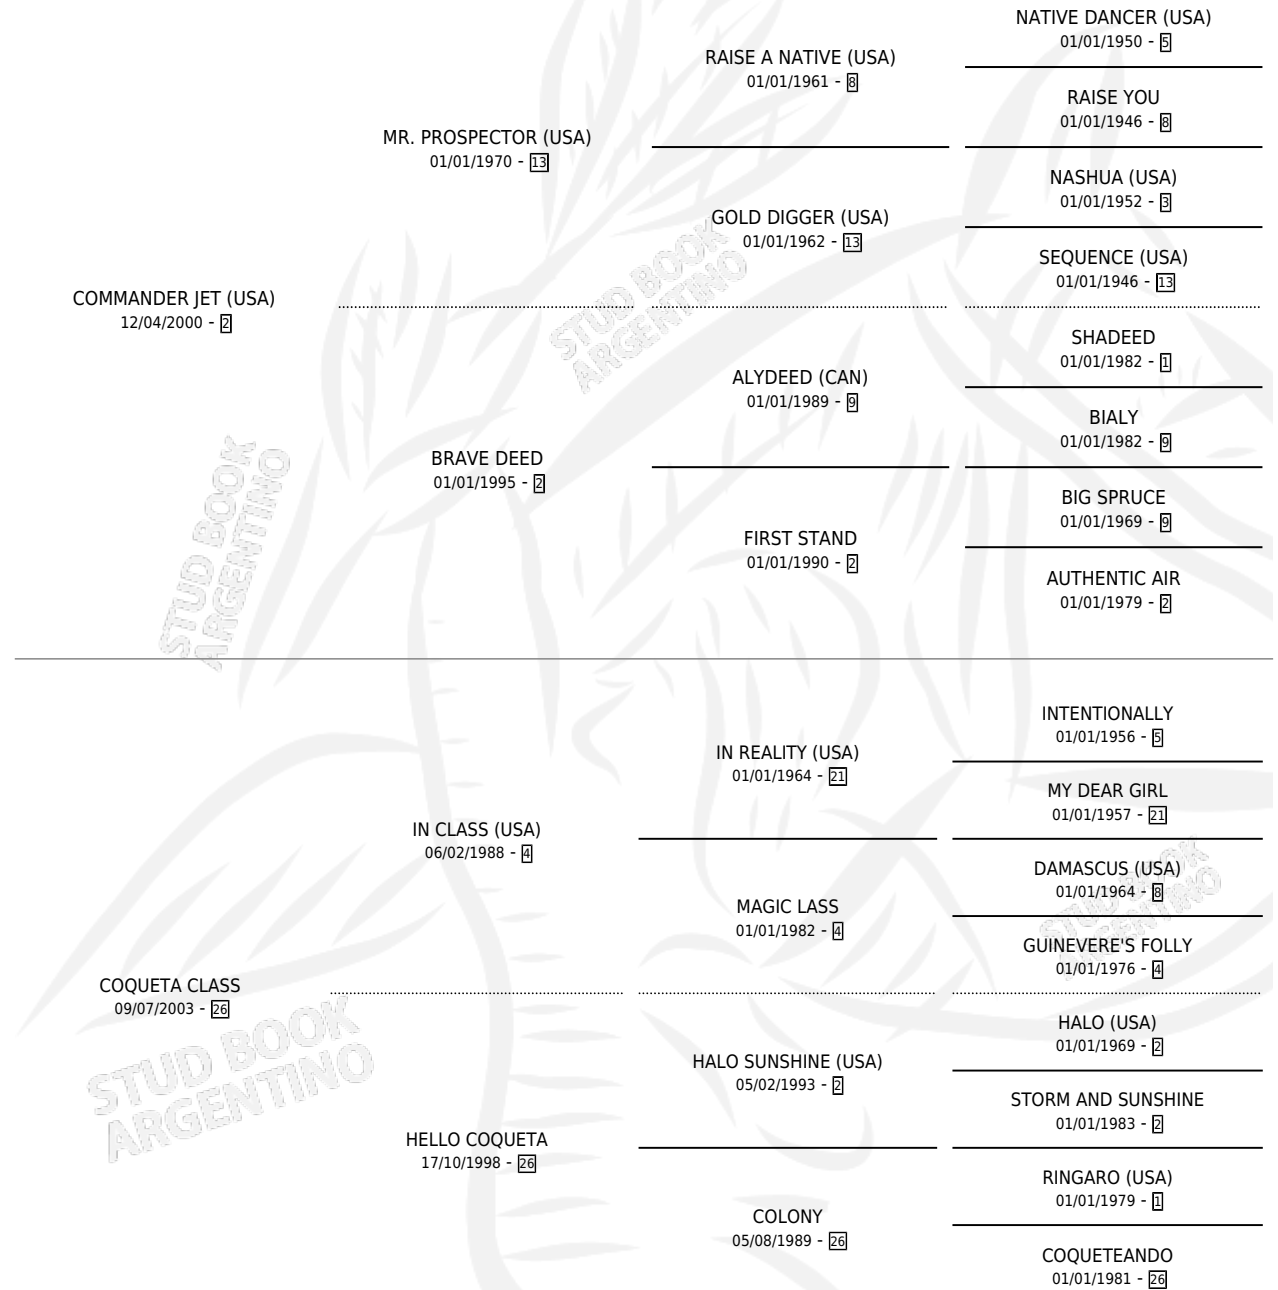 NATIVE DANCER (USA)
01/01/1950 - 5
RAISE A NATIVE (USA)
01/01/1961 - 8
RAISE YOU
01/01/1946 - 8
MR. PROSPECTOR (USA)
01/01/1970 - 13
NASHUA (USA)
01/01/1952 - 3
GOLD DIGGER (USA)
01/01/1962 - 13
SEQUENCE (USA)
01/01/1946 - 13
COMMANDER JET (USA)
12/04/2000 - 2
STUD BOOK
ARGENTINO
SHADEED
01/01/1982 - 1
ALYDEED (CAN)
01/01/1989 - 9
BIALY
01/01/1982 - 9
BRAVE DEED
01/01/1995 - 2
STUD BOOK
ARGENTINO
BIG SPRUCE
01/01/1969 - 9
FIRST STAND
01/01/1990 - 2
AUTHENTIC AIR
01/01/1979 - 2
INTENTIONALLY
01/01/1956 - 5
IN REALITY (USA)
01/01/1964 - 21
MY DEAR GIRL
01/01/1957 - 21
IN CLASS (USA)
06/02/1988 - 4
DAMASCUS (USA)
01/01/1964 - 8
STUD BOOK
ARGENTINO
MAGIC LASS
01/01/1982 - 4
GUINEVERE'S FOLLY
01/01/1976 - 4
COQUETA CLASS
09/07/2003 - 26
STUD BOOK
ARGENTINO
HALO (USA)
01/01/1969 - 2
HALO SUNSHINE (USA)
05/02/1993 - 2
STORM AND SUNSHINE
01/01/1983 - 2
HELLO COQUETA
17/10/1998 - 26
RINGARO (USA)
01/01/1979 - 1
COLONY
05/08/1989 - 26
COQUETEANDO
01/01/1981 - 26